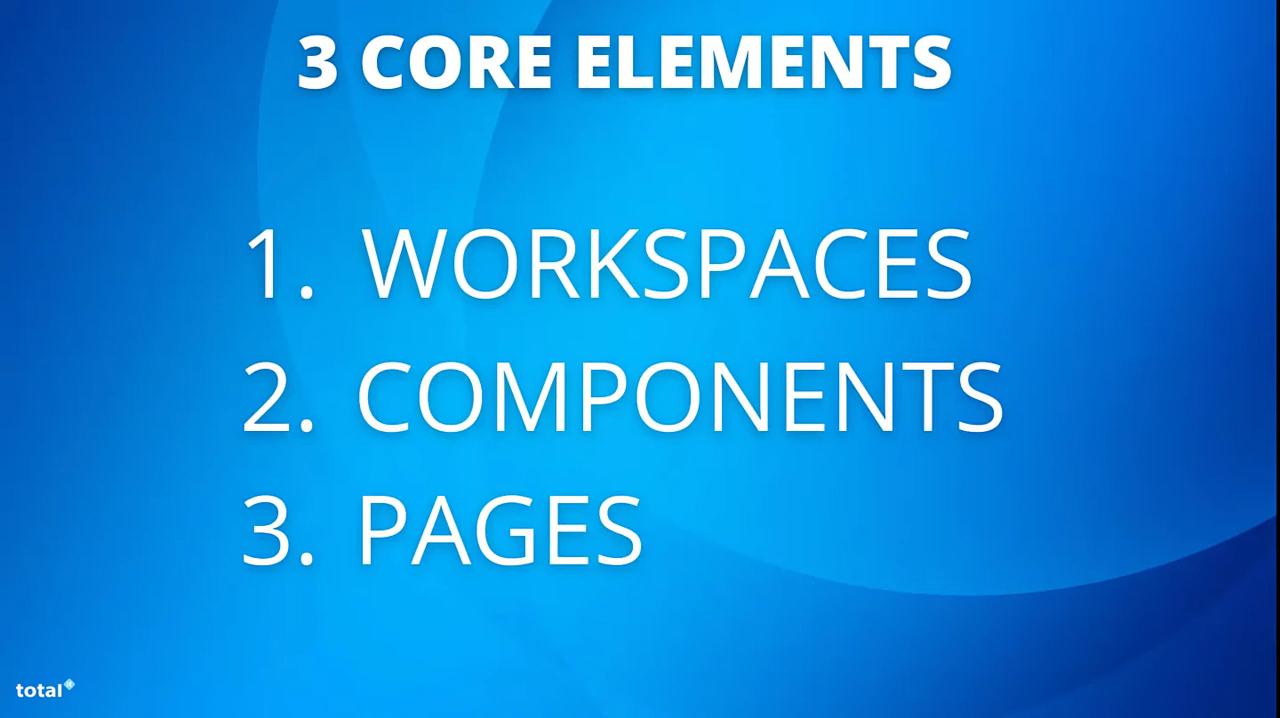 3 CORE ELEMENTS
1. WORKSPACES
2. COMPONENTS
3. PAGES
total